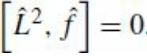 [L̂², f̂] = 0.